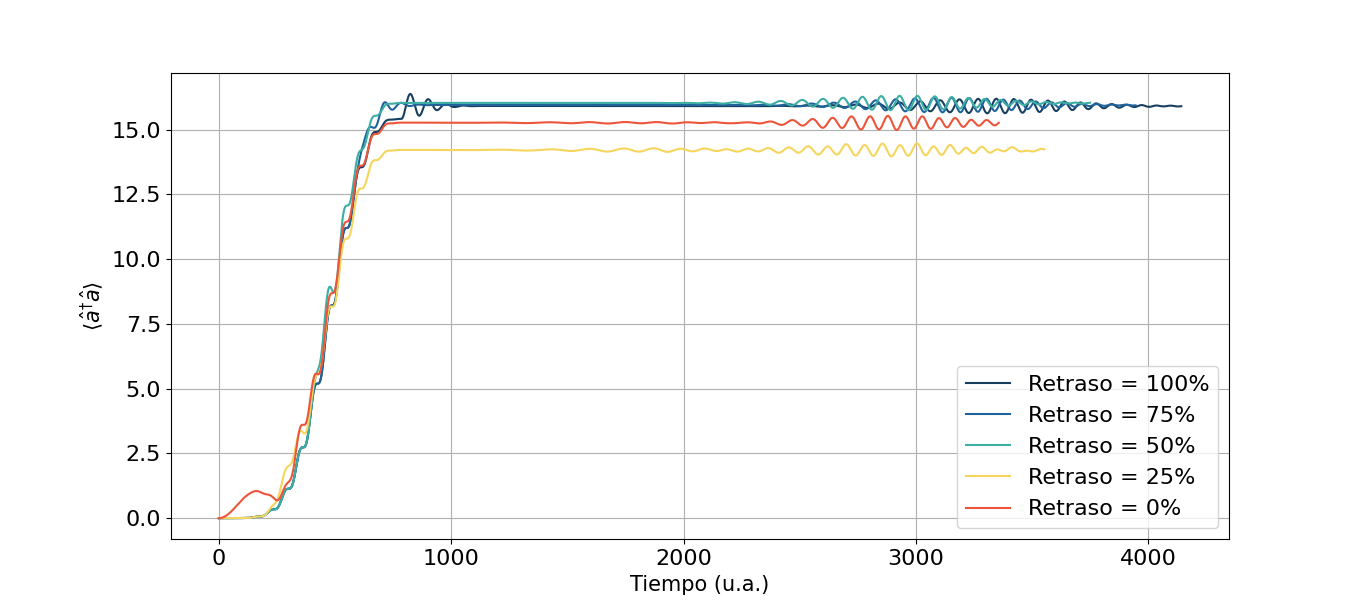 ⟨â†â⟩
15.0
12.5
10.0
7.5
5.0
2.5
0.0
0
1000
2000
3000
4000
Tiempo (u.a.)
Retraso = 100%
Retraso = 75%
Retraso = 50%
Retraso = 25%
Retraso = 0%